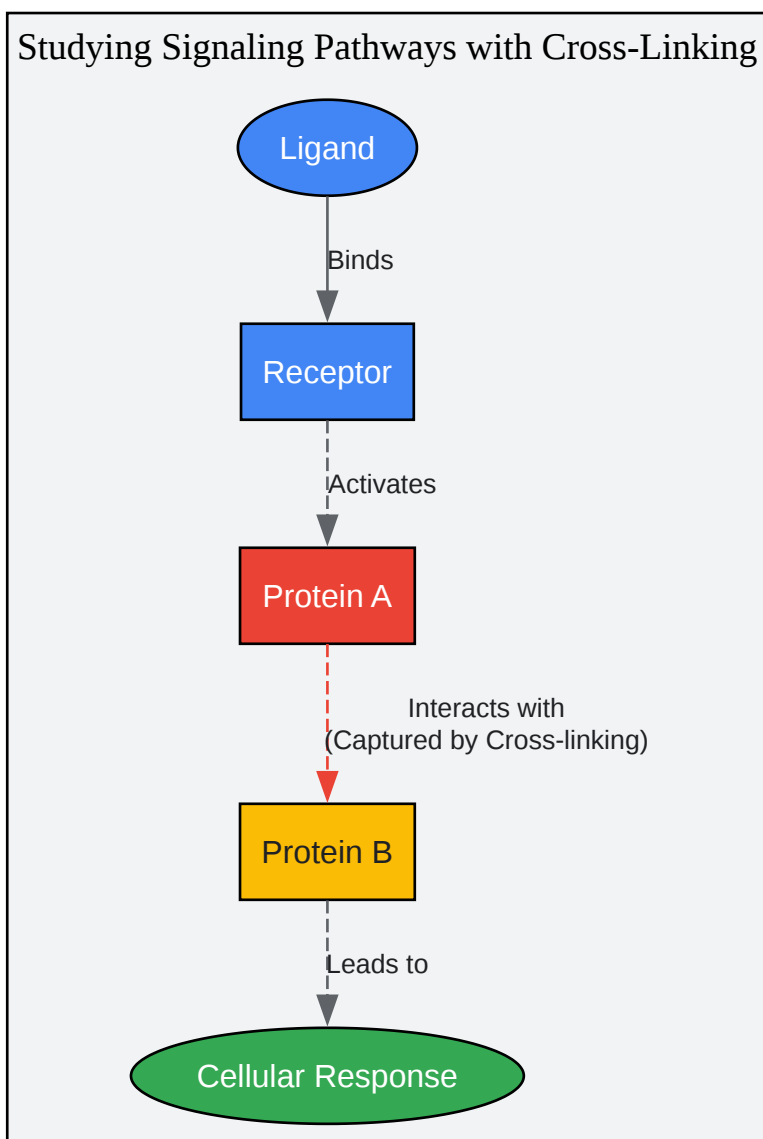 Studying Signaling Pathways with Cross-Linking
Ligand
Binds
Receptor
Activates
Protein A
Interacts with
(Captured by Cross-linking)
Protein B
Leads to
Cellular Response